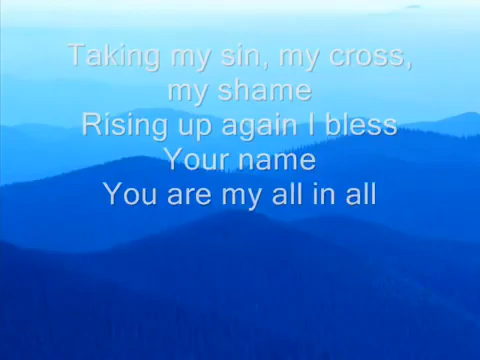 Taking my sin, my cross,
my shame
Rising up again I bless
Your name
You are my all in all